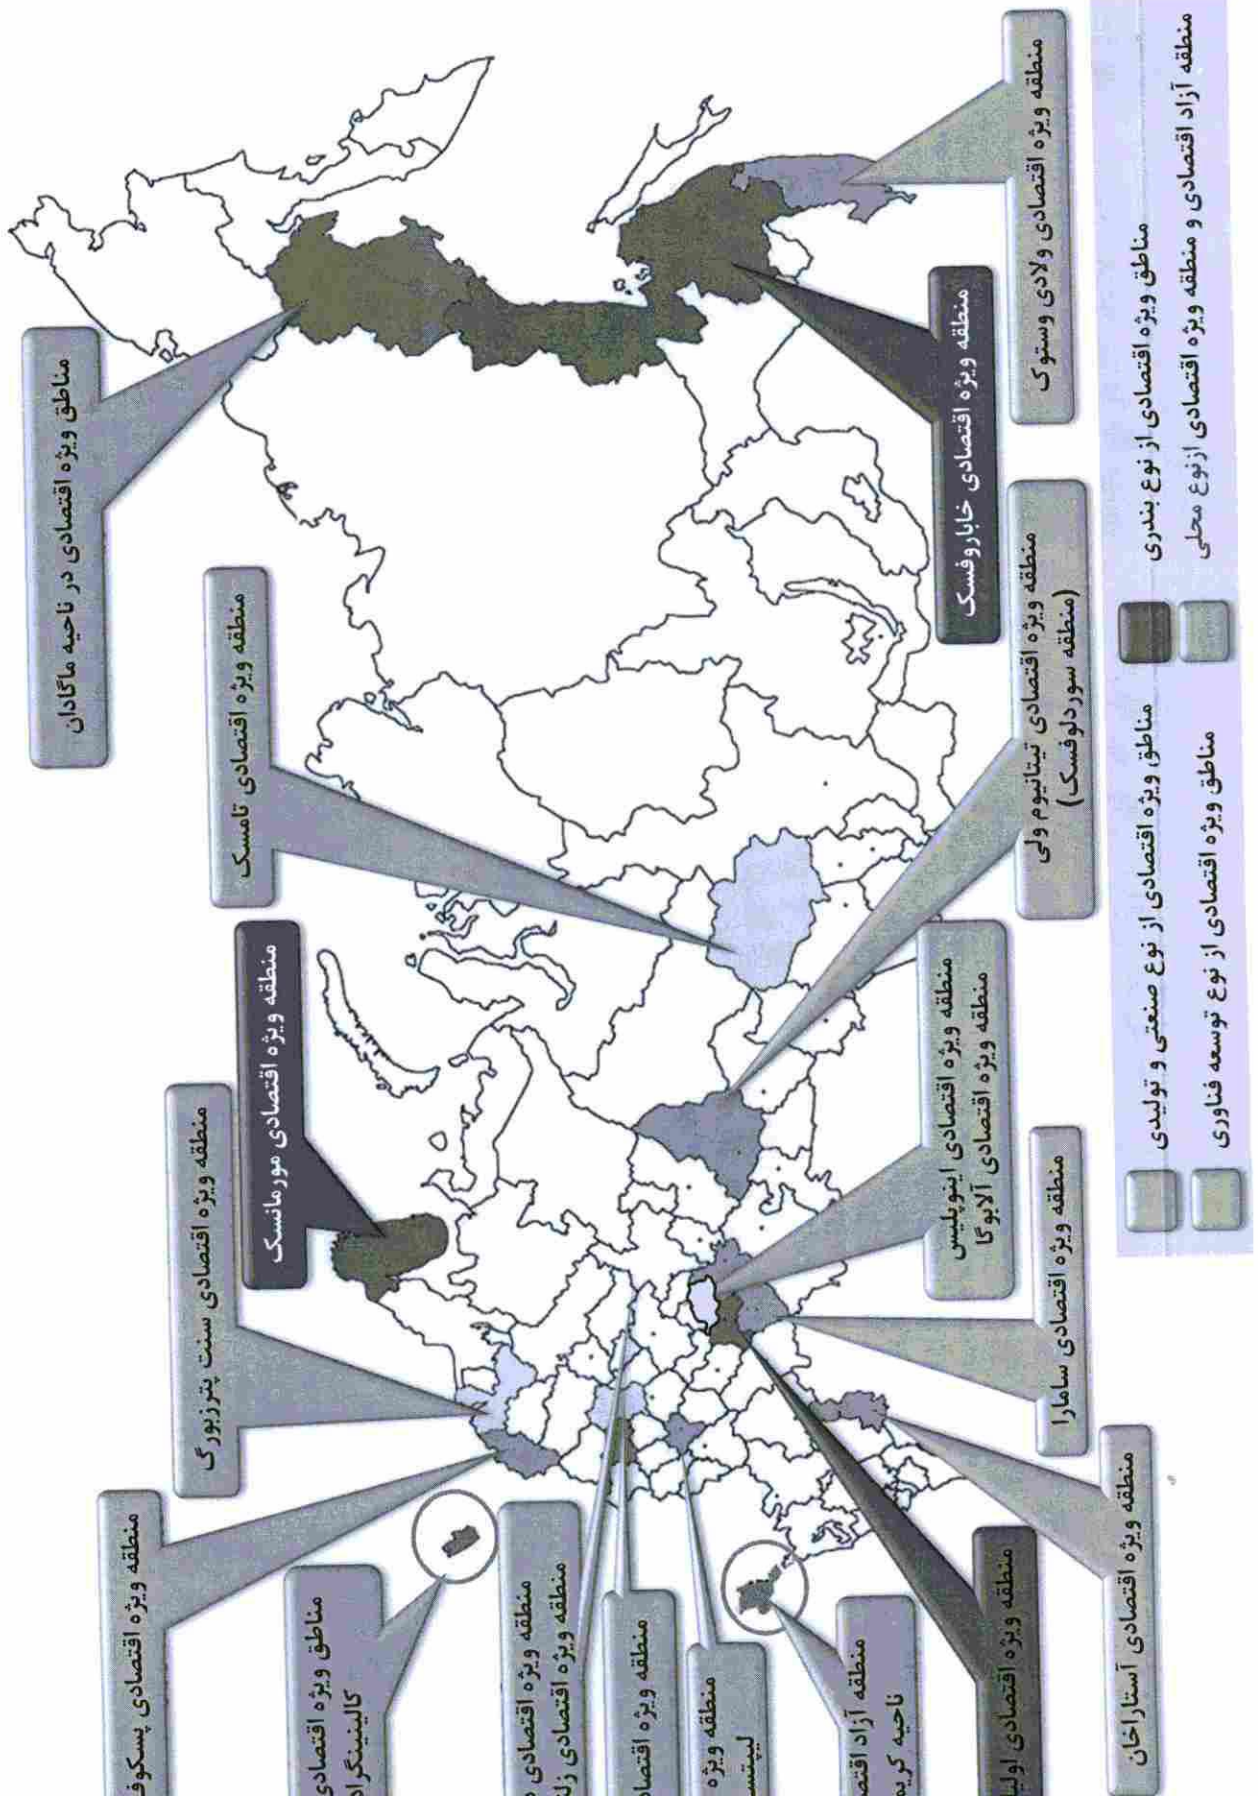 منطقه ویژه اقتصادی پسکوف
منطقه ویژه اقتصادی سنت پترزبورگ
منطقه ویژه اقتصادی مورمانسک
منطقه ویژه اقتصادی تامسک
مناطق ویژه اقتصادی در ناحیه ماگادان
مناطق ویژه اقتصادی
کالینینگراد
منطقه ویژه اقتصادی
منطقه ویژه اقتصادی
منطقه ویژه
منطقه ویژه
منطقه آزاد
ناحیه
منطقه ویژه اقتصادی
منطقه ویژه اقتصادی آستاراخان
منطقه ویژه اقتصادی سامارا
منطقه ویژه اقتصادی اینوپلیس
منطقه ویژه اقتصادی آلابوگا
منطقه ویژه اقتصادی تیتانیوم ولی
(منطقه سوردلوفسک)
منطقه ویژه اقتصادی خاباروفسک
منطقه ویژه اقتصادی ولادی وستوک
مناطق ویژه اقتصادی از نوع صنعتی و تولیدی
مناطق ویژه اقتصادی از نوع بندری
مناطق ویژه اقتصادی از نوع توسعه فناوری
منطقه آزاد اقتصادی و منطقه ویژه اقتصادی ازنوع محلی